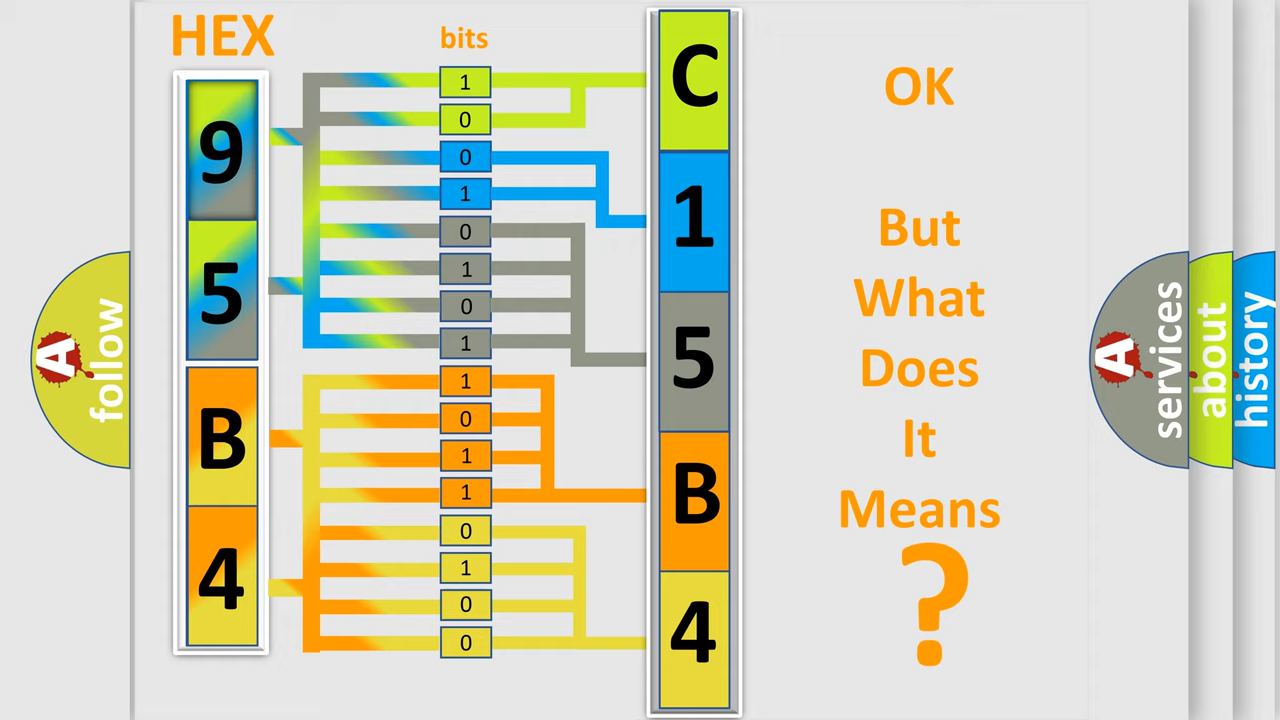 HEX
bits
9
5
B
4
1
0
0
1
0
1
0
1
1
0
1
1
0
1
0
0
C
1
5
B
4
OK
But
What
Does
It
Means
?
A
follow
A
services
about
history